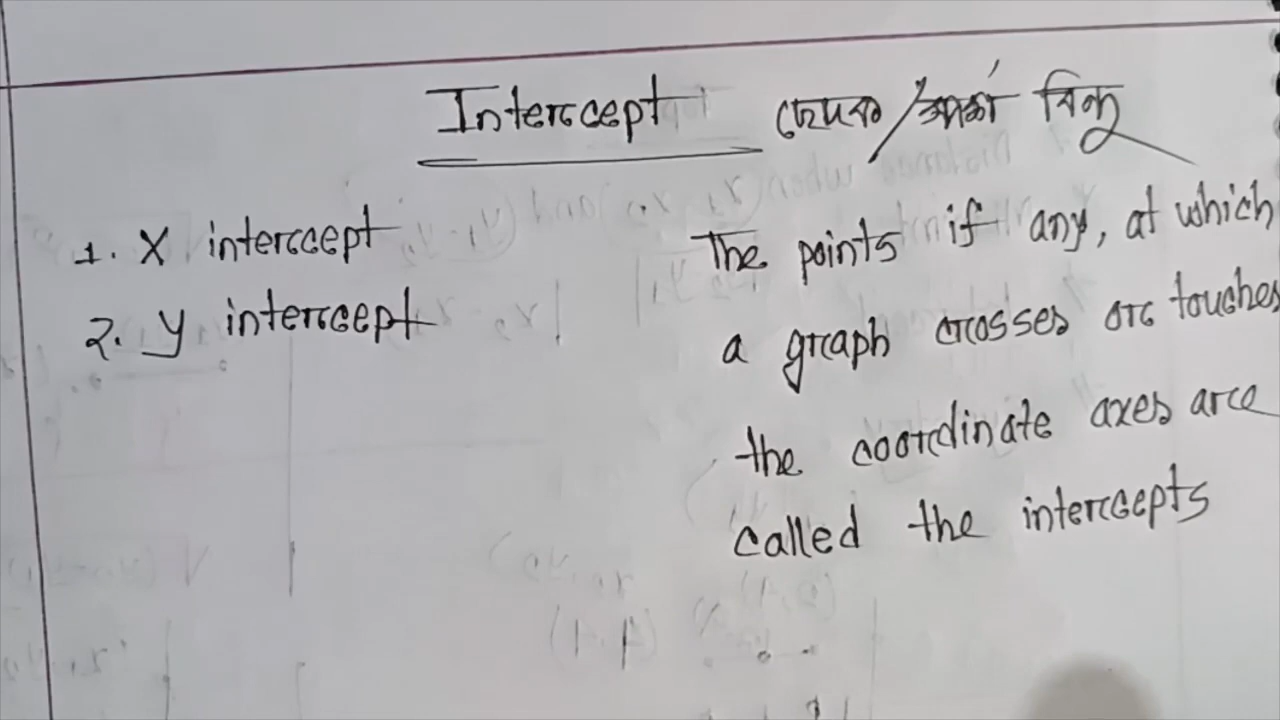 Intercept ছেদক / বিন্দু
1. X intercept
2. y intercept
The points if any, at which
a graph crosses or touches
the coordinate axes are
called the intercepts